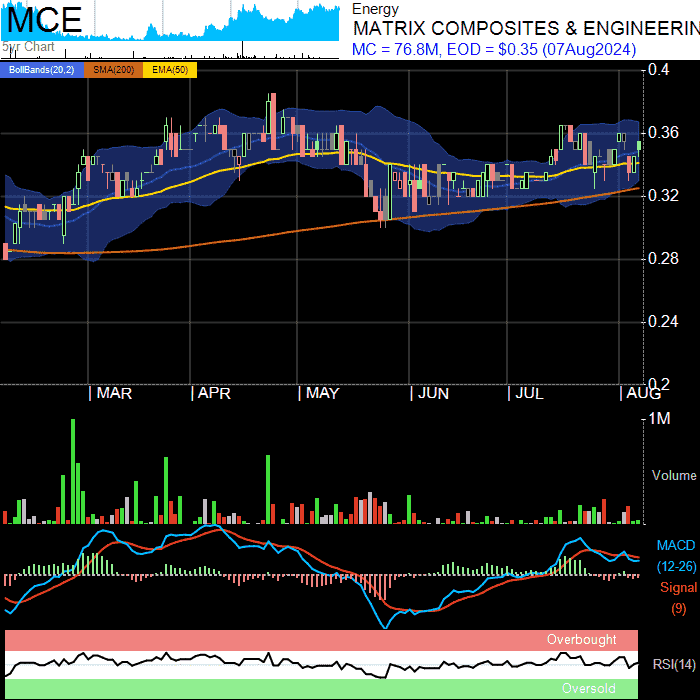 MCE
5yr Chart
Energy
MATRIX COMPOSITES & ENGINEERIN
MC = 76.8M, EOD = $0.35 (07Aug2024)
BollBands(20,2) SMA(200) EMA(50)
0.4
0.36
0.32
0.28
0.24
0.2
MAR APR MAY JUN JUL AUG
1M
Volume
MACD
(12-26)
Signal
(9)
Overbought
RSI(14)
Oversold